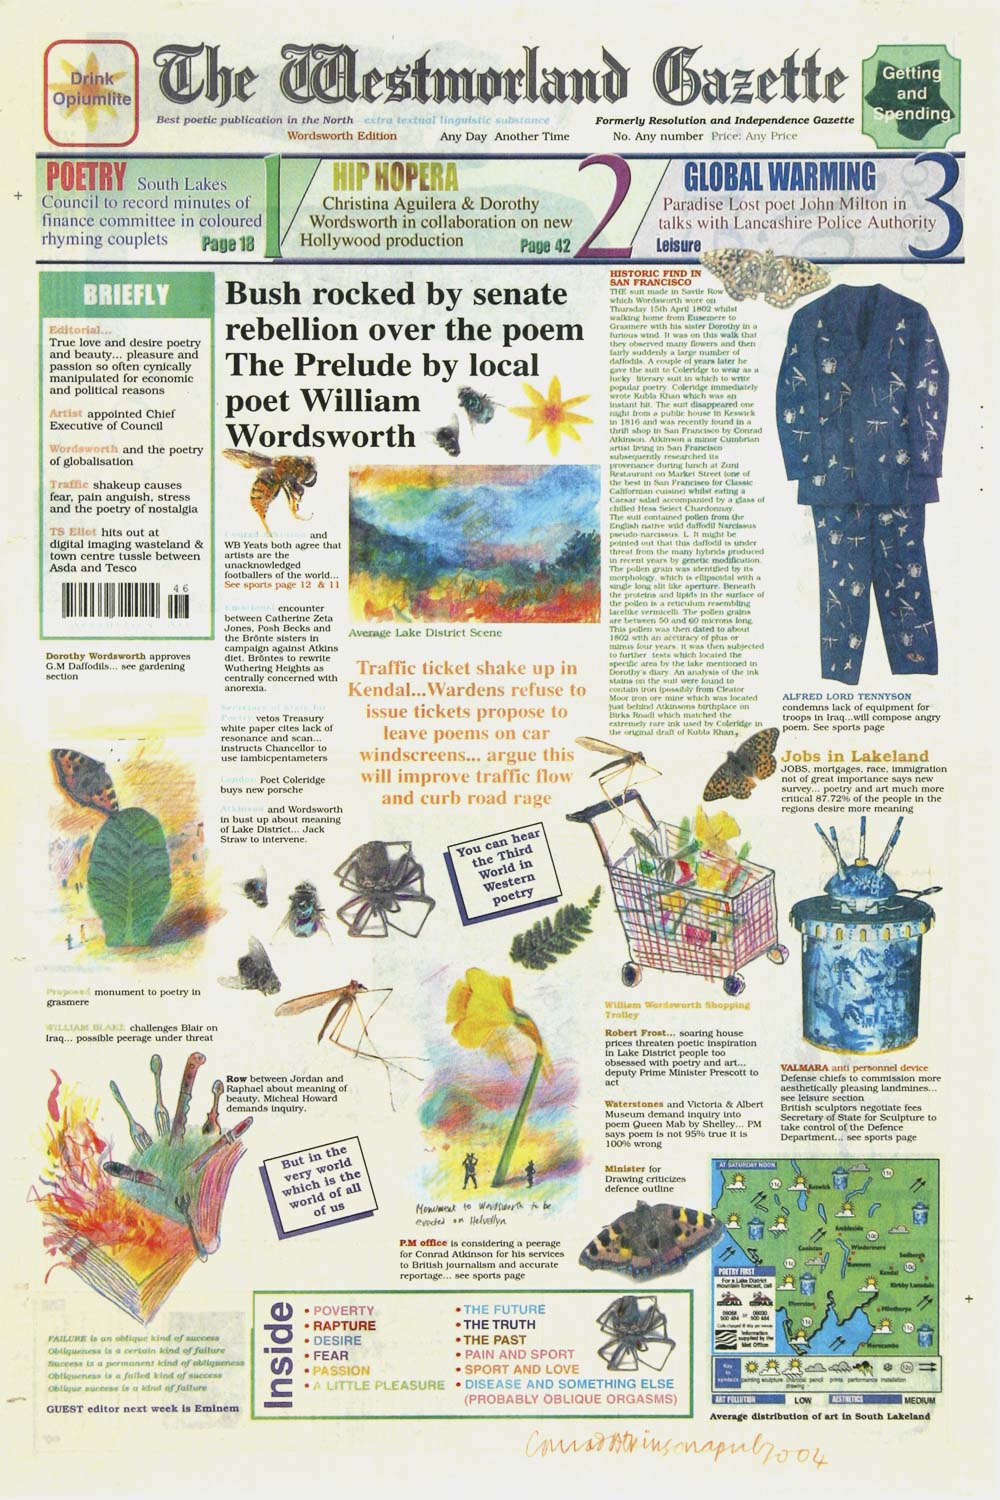 Drink
Opiumlite
The Westmorland Gazette
Getting
and
Spending
Best poetic publication in the North extra textual linguistic substance
Formerly Resolution and Independence Gazette
Wordsworth Edition Any Day Another Time No. Any number Price: Any Price
POETRY South Lakes
Council to record minutes of
finance committee in coloured
rhyming couplets Page 18
1
HIP HOPERA
Christina Aguilera & Dorothy
Wordsworth in collaboration on new
Hollywood production Page 42
2
GLOBAL WARMING
Paradise Lost poet John Milton in
talks with Lancashire Police Authority
Leisure
3
BRIEFLY
Editorial...
True love and desire poetry
and beauty... pleasure and
passion so often cynically
manipulated for economic
and political reasons
Artist appointed Chief
Executive of Council
Wordsworth and the poetry
of globalisation
Traffic shakeup causes
fear, pain anguish, stress
and the poetry of nostalgia
TS Eliot hits out at
digital imaging wasteland &
town centre tussle between
Asda and Tesco
46
Dorothy Wordsworth approves
G.M Daffodils... see gardening
section
Bush rocked by senate
rebellion over the poem
The Prelude by local
poet William
Wordsworth
Conrad Atkinson and
WB Yeats both agree that
artists are the
unacknowledged
footballers of the world...
See sports page 12 & 11
Emotional encounter
between Catherine Zeta
Jones, Posh Becks and
the Brönte sisters in
campaign against Atkins
diet. Bröntes to rewrite
Wuthering Heights as
centrally concerned with
anorexia.
Secretary of State for
Poetry vetos Treasury
white paper cites lack of
resonance and scan...
instructs Chancellor to
use iambicpentameters
London Poet Coleridge
buys new porsche
Atkinson and Wordsworth
in bust up about meaning
of Lake District... Jack
Straw to intervene.
Average Lake District Scene
Traffic ticket shake up in
Kendal...Wardens refuse to
issue tickets propose to
leave poems on car
windscreens... argue this
will improve traffic flow
and curb road rage
HISTORIC FIND IN
SAN FRANCISCO
THE suit made in Savile Row
which Wordsworth wore on
Thursday 15th April 1802 whilst
walking home from Eusemere to
Grasmere with his sister Dorothy in a
furious wind. It was on this walk that
they observed many flowers and then
fairly suddenly a large number of
daffodils. A couple of years later he
gave the suit to Coleridge to wear as a
lucky literary suit in which to write
popular poetry. Coleridge immediately
wrote Kubla Khan which was an
instant hit. The suit disappeared one
night from a public house in Keswick
in 1816 and was recently found in a
thrift shop in San Francisco by Conrad
Atkinson. Atkinson a minor Cumbrian
artist living in San Francisco
subsequently researched its
provenance during lunch at Zuni
Restaurant on Market Street (one of
the best in San Francisco for Classic
Californian cuisine) whilst eating a
Caesar salad accompanied by a glass of
chilled Hess Select Chardonnay.
The suit contained pollen from the
English native wild daffodil Narcissus
pseudo-narcissus. L. It might be
pointed out that this daffodil is under
threat from the many hybrids produced
in recent years by genetic modification.
The pollen grain was identified by its
morphology, which is ellipsoidal with a
single long slit like aperture. Beneath
the proteins and lipids in the surface of
the pollen is a reticulum resembling
lacelike vermicelli. The pollen grains
are between 50 and 60 microns long.
This pollen was then dated to about
1802 with an accuracy of plus or
minus four years. It was then subjected
to further tests which located the
specific area by the lake mentioned in
Dorothy's diary. An analysis of the ink
stains on the suit were found to
contain iron (possibly from Cleator
Moor iron ore mine which was located
just behind Atkinsons birthplace on
Birks Road) which matched the
extremely rare ink used by Coleridge in
the original draft of Kubla Khan.
ALFRED LORD TENNYSON
condemns lack of equipment for
troops in Iraq...will compose angry
poem. See sports page
Jobs in Lakeland
JOBS, mortgages, race, immigration
not of great importance says new
survey... poetry and art much more
critical 87.72% of the people in the
regions desire more meaning
You can hear
the Third
World in
Western
poetry
Proposed monument to poetry in
grasmere
WILLIAM BLAKE challenges Blair on
Iraq... possible peerage under threat
Row between Jordan and
Raphael about meaning of
beauty. Micheal Howard
demands inquiry.
But in the
very world
which is the
world of all
of us
Monument to Wordsworth to be
erected on Helvellyn
P.M office is considering a peerage
for Conrad Atkinson for his services
to British journalism and accurate
reportage... see sports page
William Wordsworth Shopping
Trolley
Robert Frost... soaring house
prices threaten poetic inspiration
in Lake District people too
obsessed with poetry and art...
deputy Prime Minister Prescott to
act
Waterstones and Victoria & Albert
Museum demand inquiry into
poem Queen Mab by Shelley... PM
says poem is not 95% true it is
100% wrong
Minister for
Drawing criticizes
defence outline
VALMARA anti personnel device
Defense chiefs to commission more
aesthetically pleasing landmines...
see leisure section
British sculptors negotiate fees
Secretary of State for Sculpture to
take control of the Defence
Department... see sports page
AT SATURDAY NOON
Keswick
Ambleside
Coniston
Windermere
Sedbergh
Kendal
Kirkby Lonsdale
Ulverston
Milnthorpe
Morecambe
POETRY FIRST
For a Lake District
mountain forecast, call
Information
supplied by the
Met Office
Key to symbols
painting sculpture charcoal drawing pencil prints performance installation
ART POLLUTION LOW AESTHETICS MEDIUM
Average distribution of art in South Lakeland
FAILURE is an oblique kind of success
Obliqueness is a certain kind of failure
Success is a permanent kind of obliqueness
Obliqueness is a failed kind of success
Oblique success is a kind of failure
GUEST editor next week is Eminem
Inside
• POVERTY
• RAPTURE
• DESIRE
• FEAR
• PASSION
• A LITTLE PLEASURE
• THE FUTURE
• THE TRUTH
• THE PAST
• PAIN AND SPORT
• SPORT AND LOVE
• DISEASE AND SOMETHING ELSE
(PROBABLY OBLIQUE ORGASMS)
Conrad Atkinson april 2004